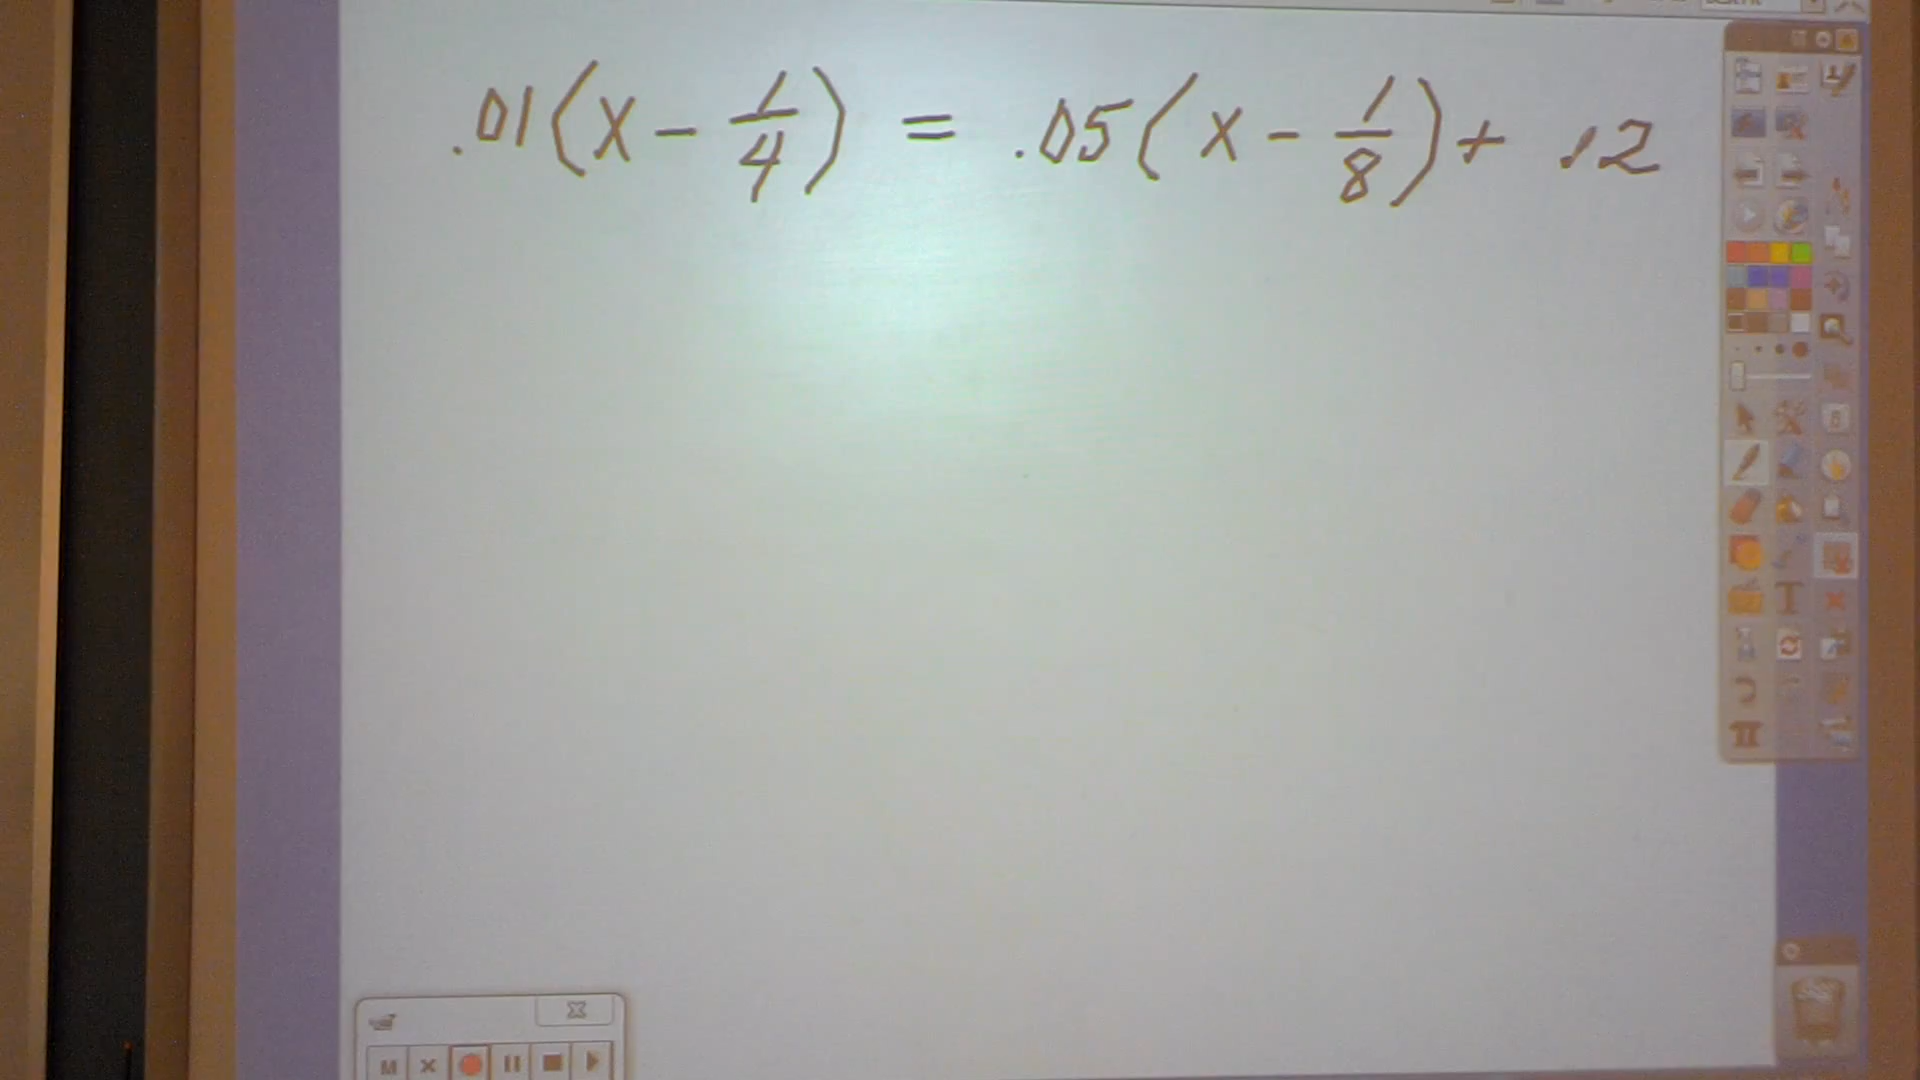 .01(x - 1/4) = .05(x - 1/8) + .12
M
T